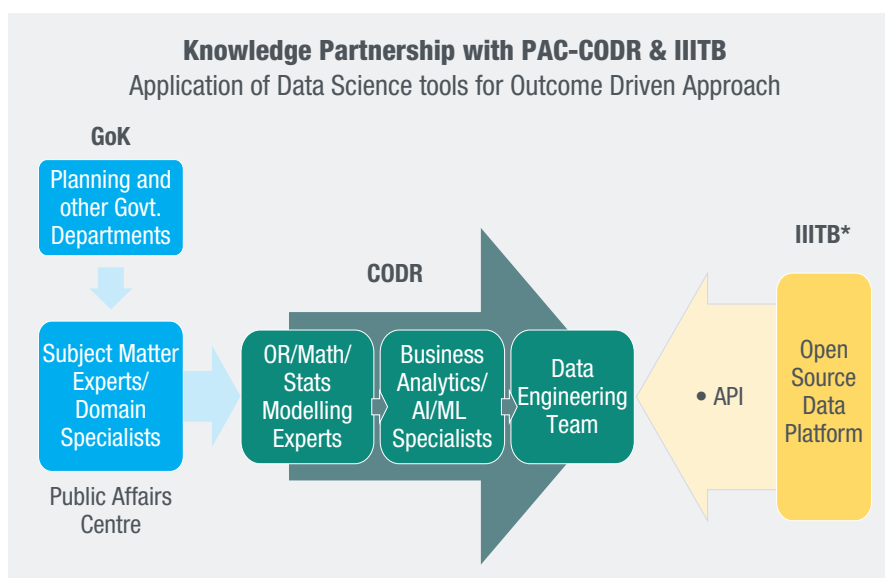 Knowledge Partnership with PAC-CODR & IIITB
Application of Data Science tools for Outcome Driven Approach
GoK
Planning and
other Govt.
Departments
Subject Matter
Experts/
Domain
Specialists
Public Affairs
Centre
CODR
OR/Math/
Stats
Modelling
Experts
Business
Analytics/
AI/ML
Specialists
Data
Engineering
Team
• API
IIITB*
Open
Source
Data
Platform